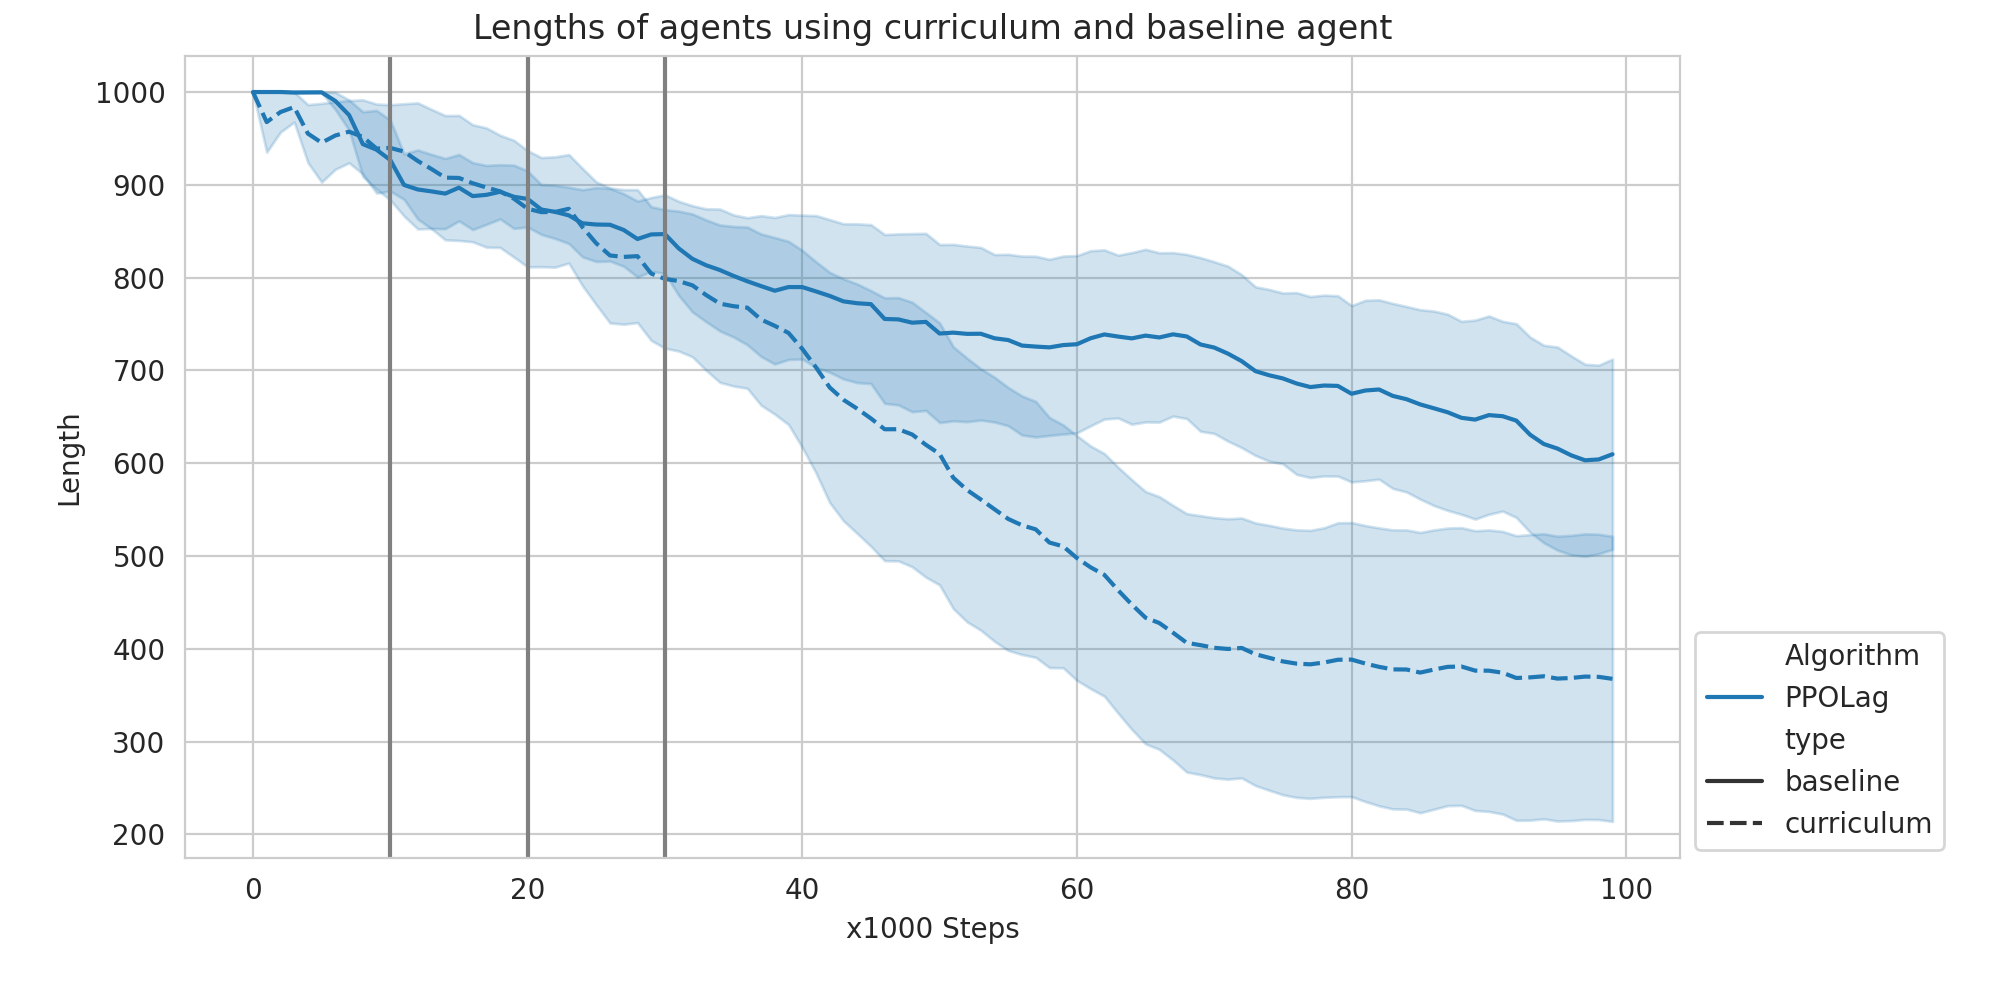 Lengths of agents using curriculum and baseline agent
1000
900
800
700
600
500
400
300
200
Length
0 20 40 60 80 100
x1000 Steps
Algorithm
PPOLag
type
baseline
curriculum